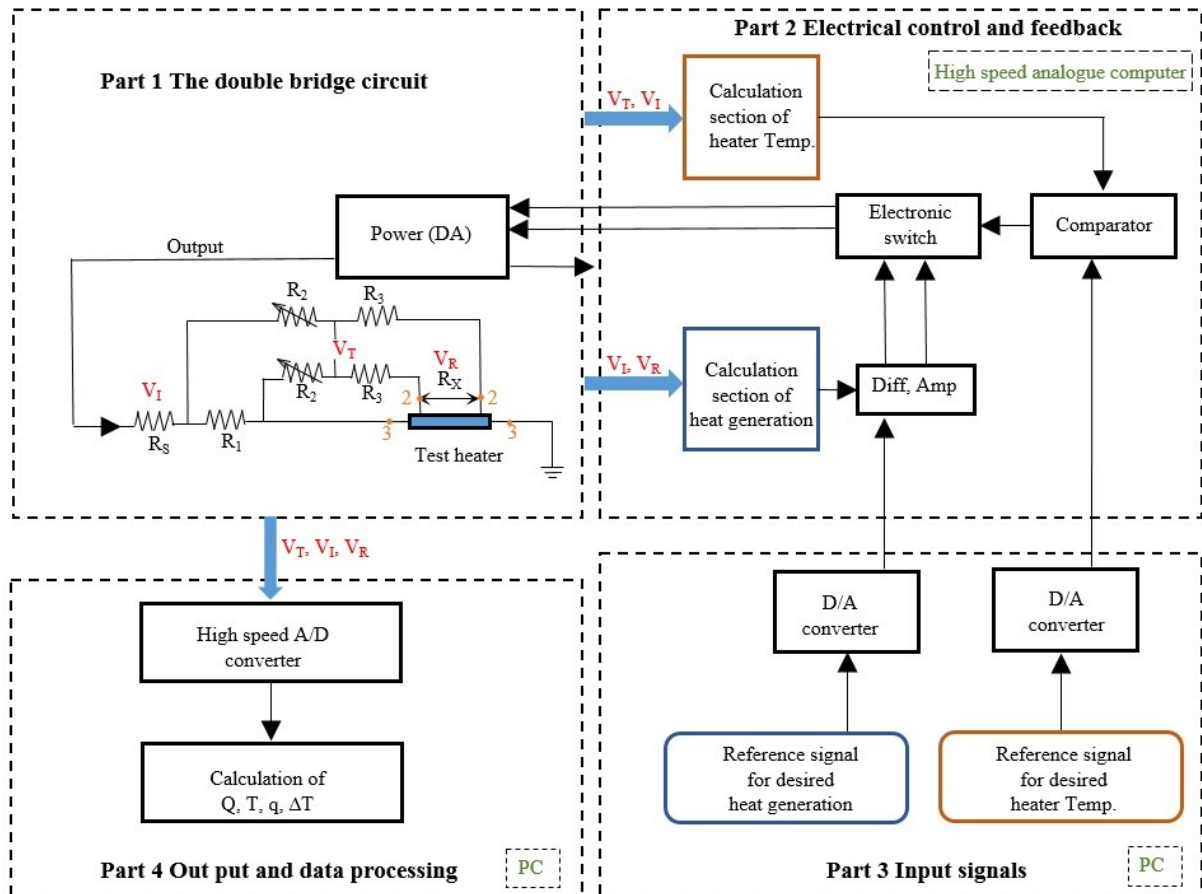 Part 1 The double bridge circuit
Power (DA)
Output
R2
R3
VT
VR
RX
R2
R3
2
2
VI
RS
R1
3
3
Test heater
Part 2 Electrical control and feedback
High speed analogue computer
VT, VI
Calculation
section of
heater Temp.
Electronic
switch
Comparator
VI, VR
Calculation
section of
heat generation
Diff, Amp
VT, VI, VR
High speed A/D
converter
Calculation of
Q, T, q, ΔT
Part 4 Out put and data processing
PC
D/A
converter
D/A
converter
Reference signal
for desired
heat generation
Reference signal
for desired
heater Temp.
Part 3 Input signals
PC